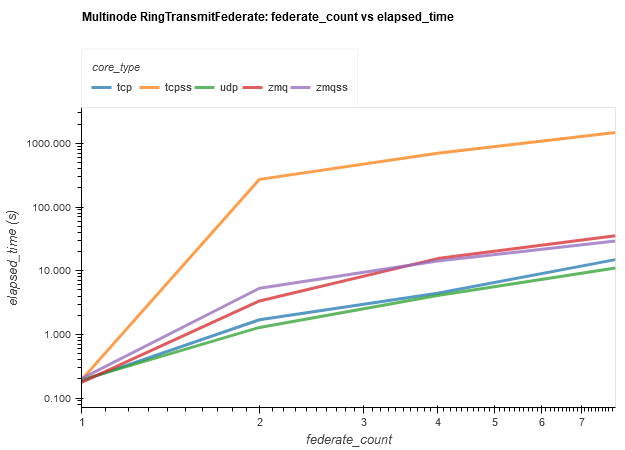 Multinode RingTransmitFederate: federate_count vs elapsed_time
core_type
tcp tcpss udp zmq zmqss
1000.000
100.000
10.000
1.000
0.100
elapsed_time (s)
1 2 3 4 5 6 7
federate_count